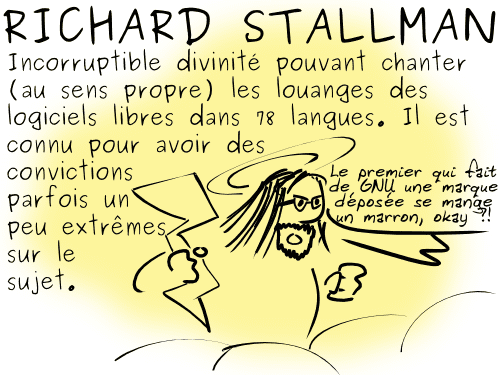 RICHARD STALLMAN
Incorruptible divinité pouvant chanter
(au sens propre) les louanges des
logiciels libres dans 78 langues. Il est
connu pour avoir des
convictions
parfois un
peu extrêmes
sur le
sujet.
Le premier qui fait
de GNU une marque
déposée se mange
un marron, okay ?!